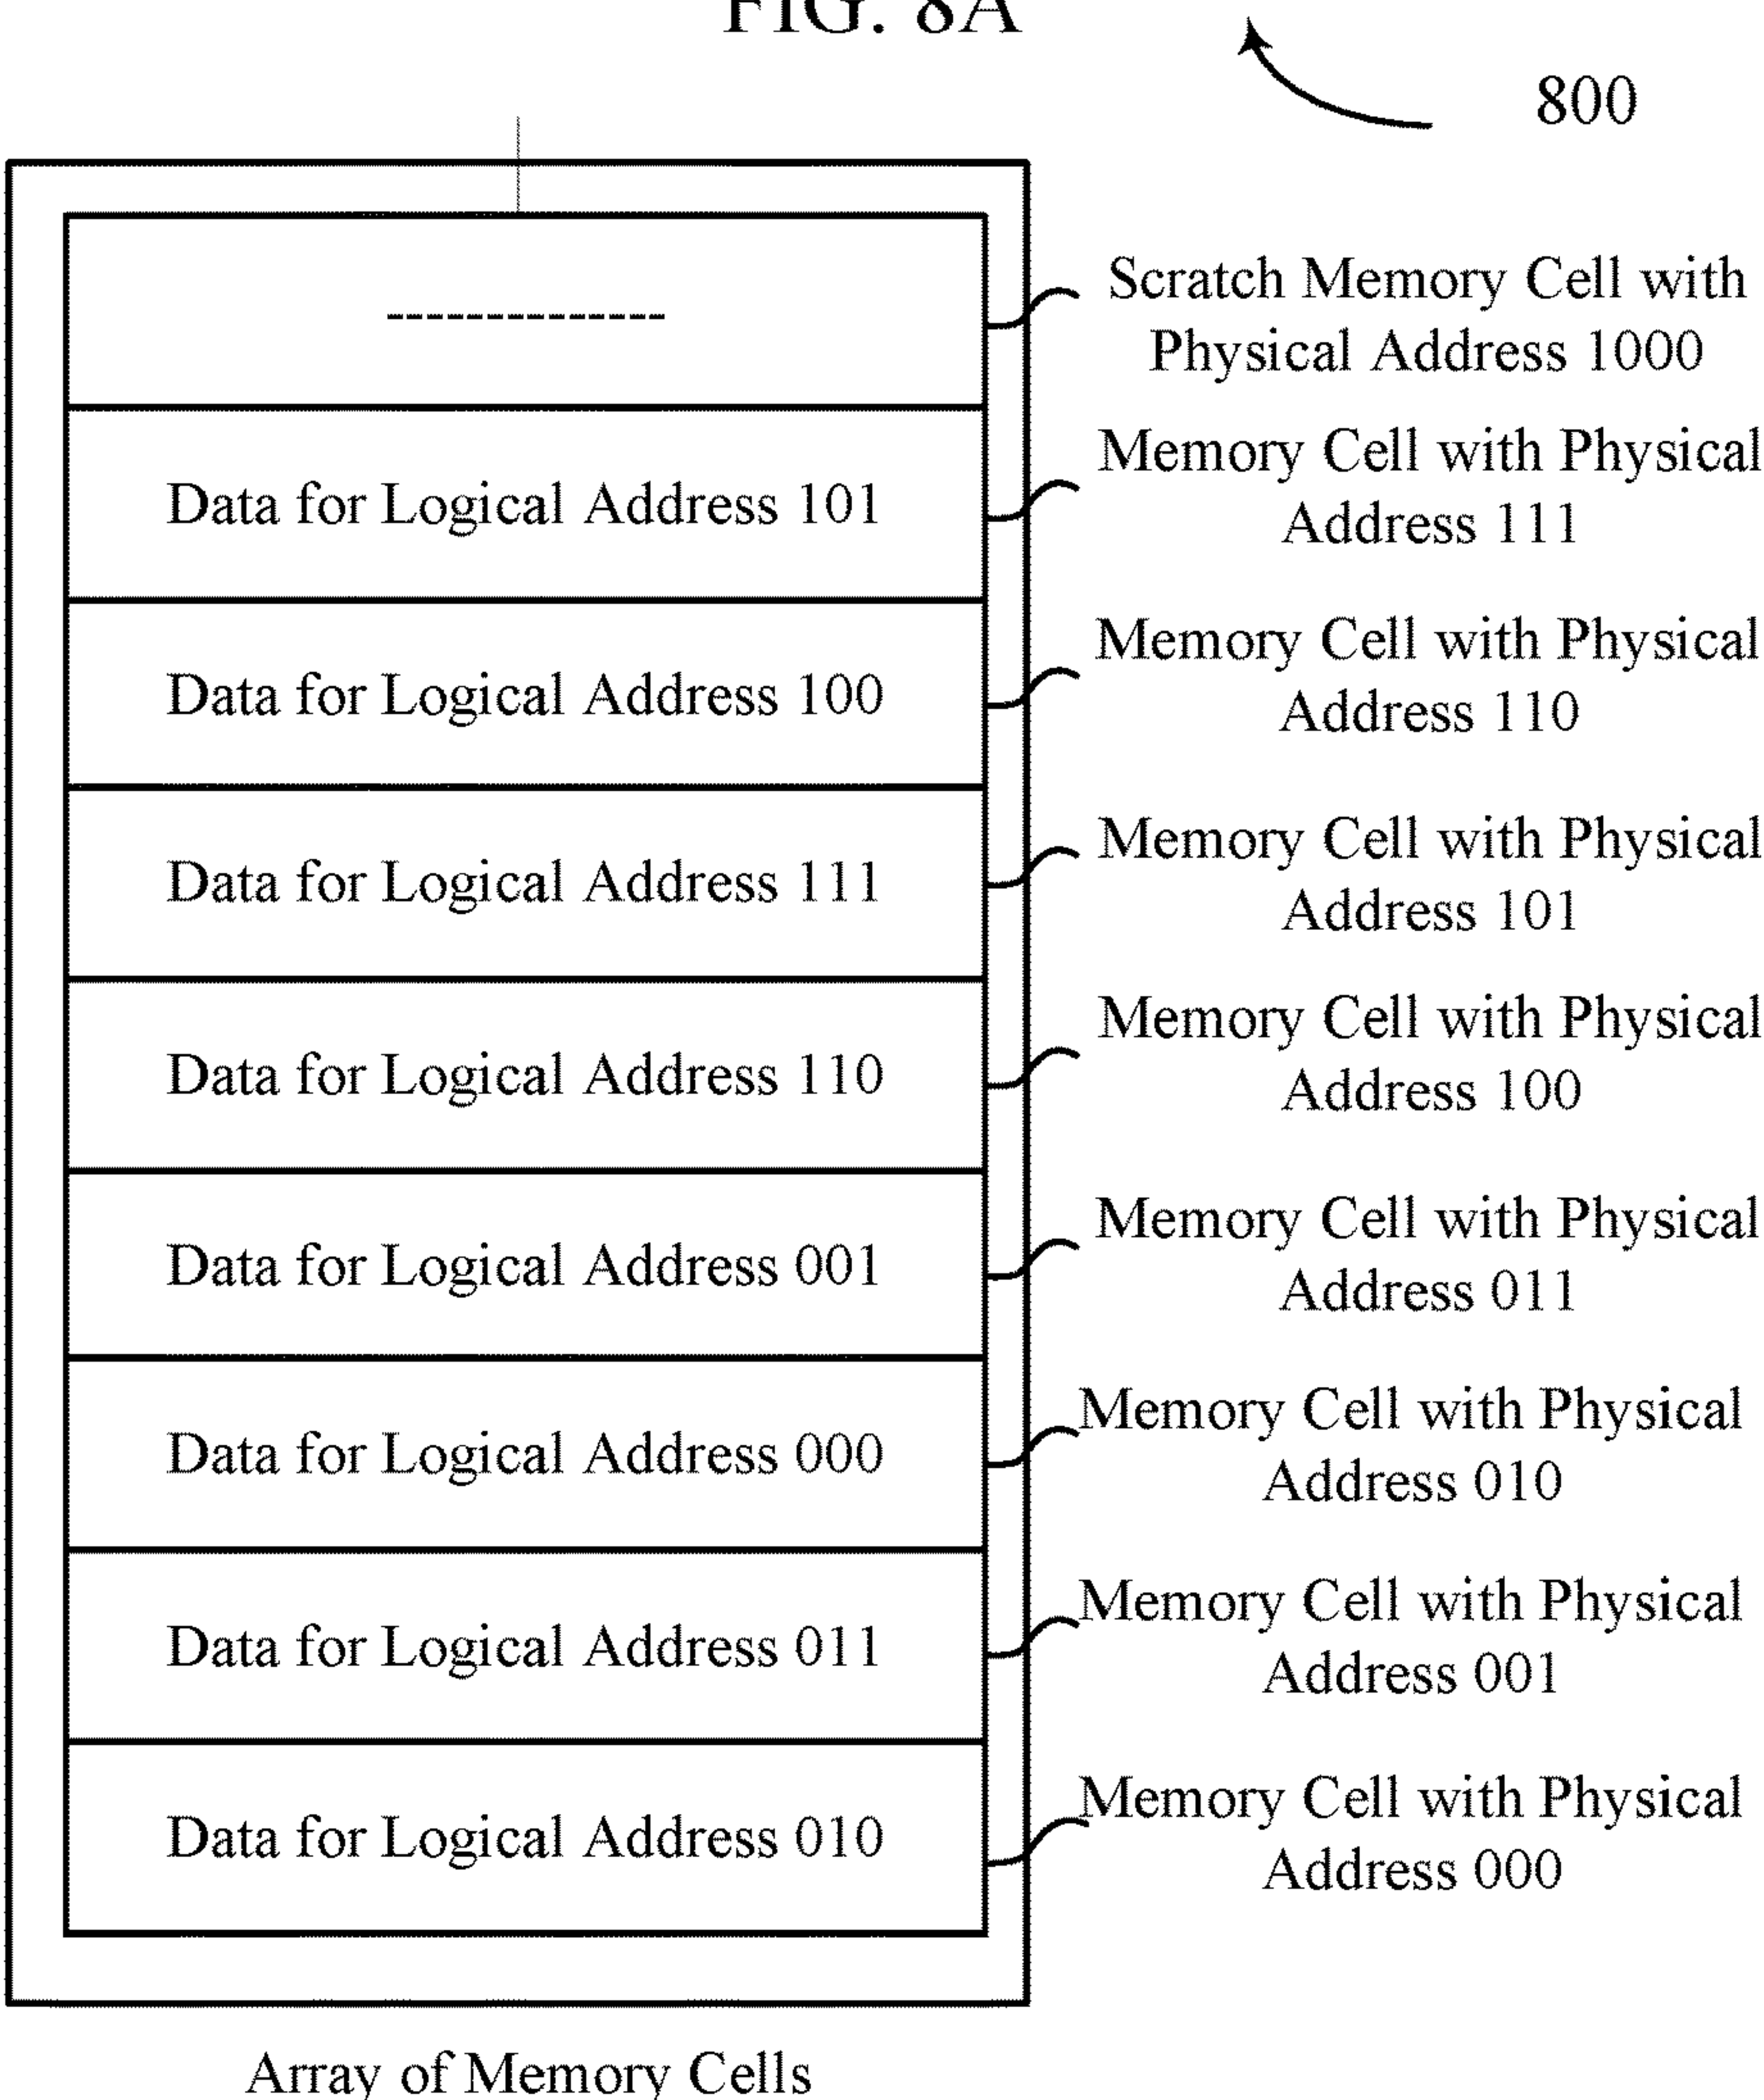 FIG. 8A
800
------------
Scratch Memory Cell with
Physical Address 1000
Data for Logical Address 101
Memory Cell with Physical
Address 111
Data for Logical Address 100
Memory Cell with Physical
Address 110
Data for Logical Address 111
Memory Cell with Physical
Address 101
Data for Logical Address 110
Memory Cell with Physical
Address 100
Data for Logical Address 001
Memory Cell with Physical
Address 011
Data for Logical Address 000
Memory Cell with Physical
Address 010
Data for Logical Address 011
Memory Cell with Physical
Address 001
Data for Logical Address 010
Memory Cell with Physical
Address 000
Array of Memory Cells